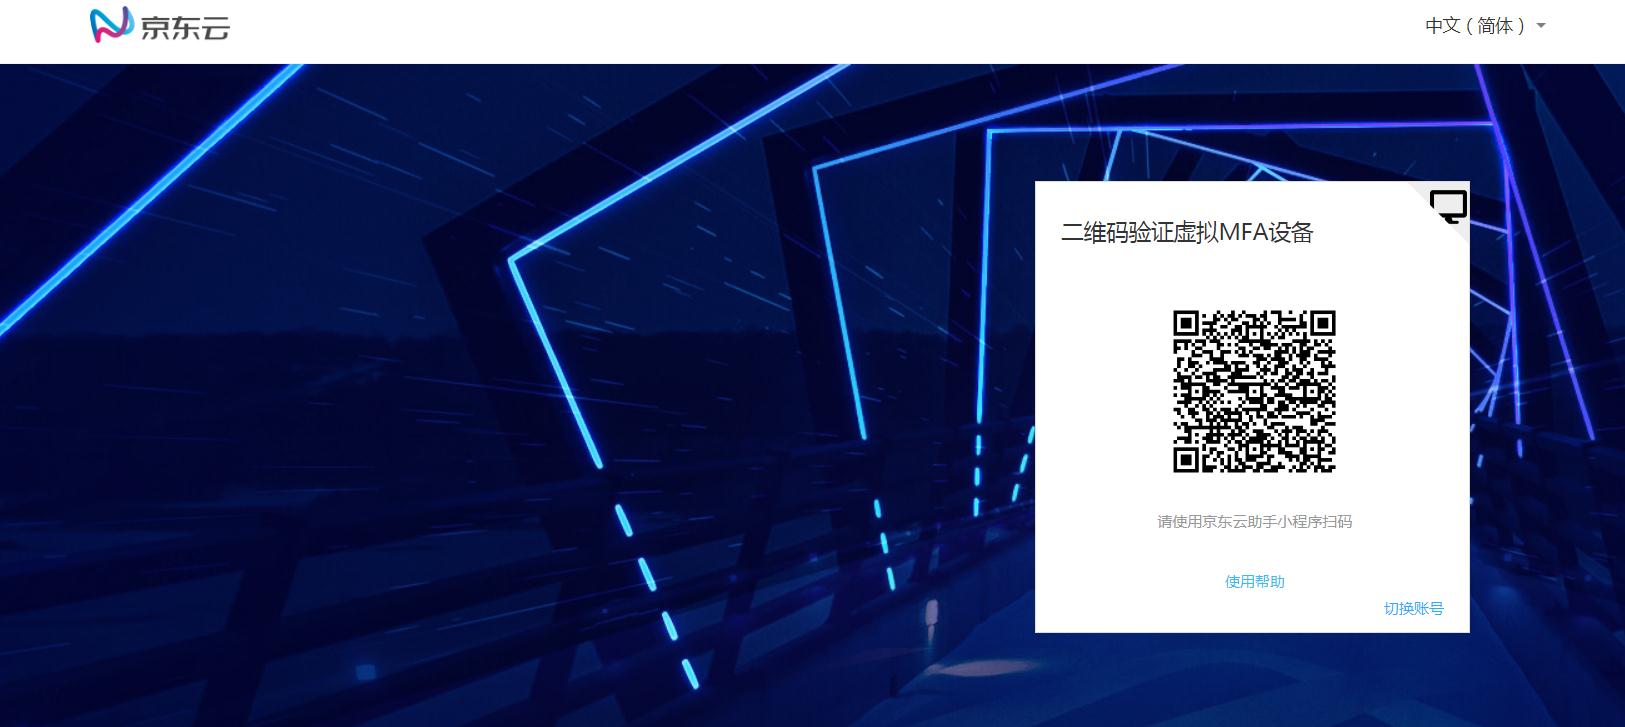 京东云
中文 ( 简体 )
二维码验证虚拟MFA设备
请使用京东云助手小程序扫码
使用帮助
切换账号